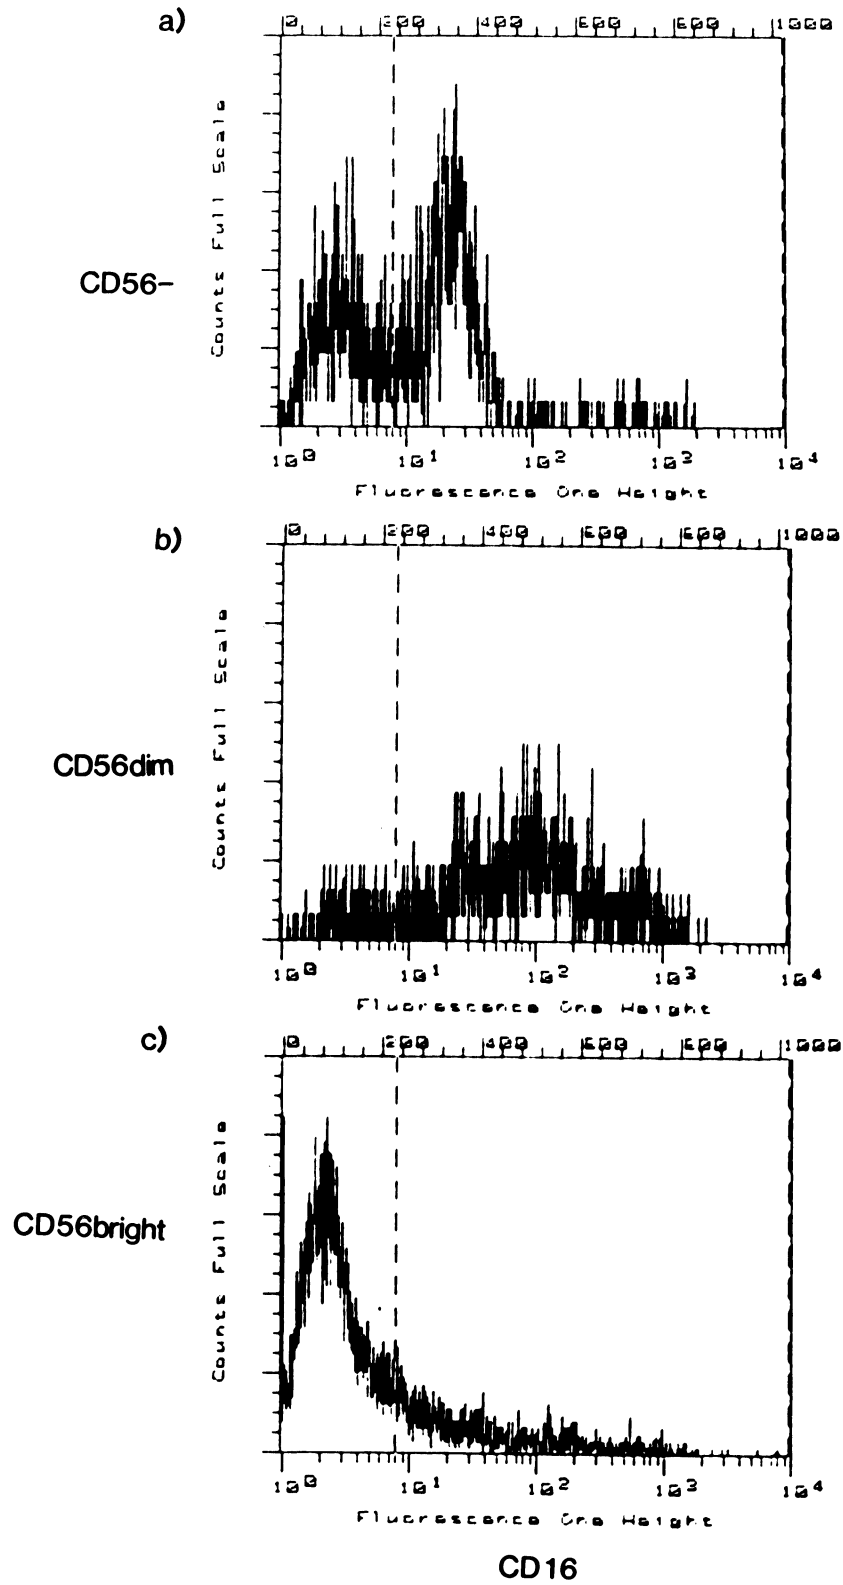 a)
0 200 400 600 800 1000
Counts Full Scale
CD56-
10^0 10^1 10^2 10^3 10^4
Fluorescence One Height
b)
0 200 400 600 800 1000
Counts Full Scale
CD56dim
10^0 10^1 10^2 10^3 10^4
Fluorescence One Height
c)
0 200 400 600 800 1000
Counts Full Scale
CD56bright
10^0 10^1 10^2 10^3 10^4
Fluorescence One Height
CD16